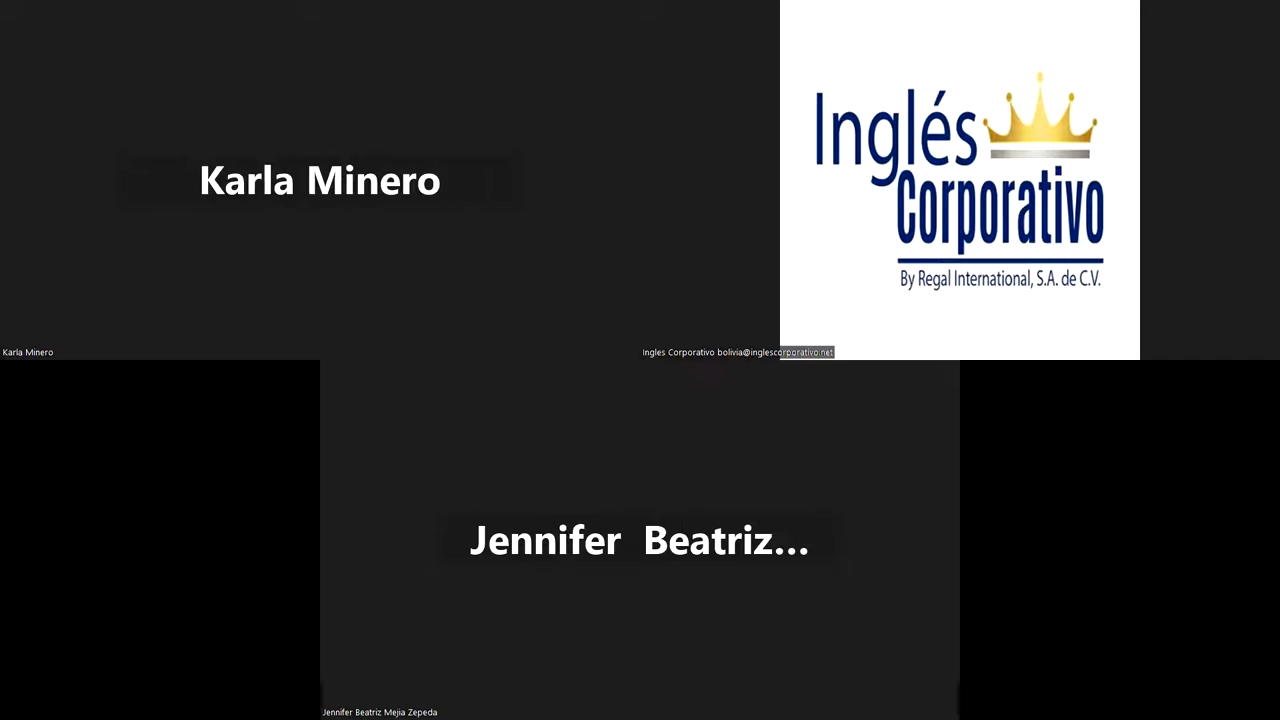 Karla Minero
Karla Minero
Inglés
Corporativo
By Regal International, S.A. de C.V.
Ingles Corporativo bolivia@inglescorporativo.net
Jennifer Beatriz...
Jennifer Beatriz Mejia Zepeda